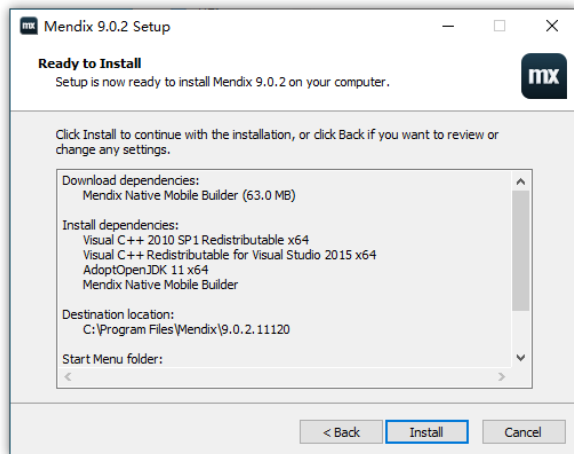 Mendix 9.0.2 Setup
Ready to Install
Setup is now ready to install Mendix 9.0.2 on your computer.
mx
Click Install to continue with the installation, or click Back if you want to review or
change any settings.
Download dependencies:
Mendix Native Mobile Builder (63.0 MB)
Install dependencies:
Visual C++ 2010 SP1 Redistributable x64
Visual C++ Redistributable for Visual Studio 2015 x64
AdoptOpenJDK 11 x64
Mendix Native Mobile Builder
Destination location:
C:\Program Files\Mendix\9.0.2.11120
Start Menu folder:
< Back
Install
Cancel